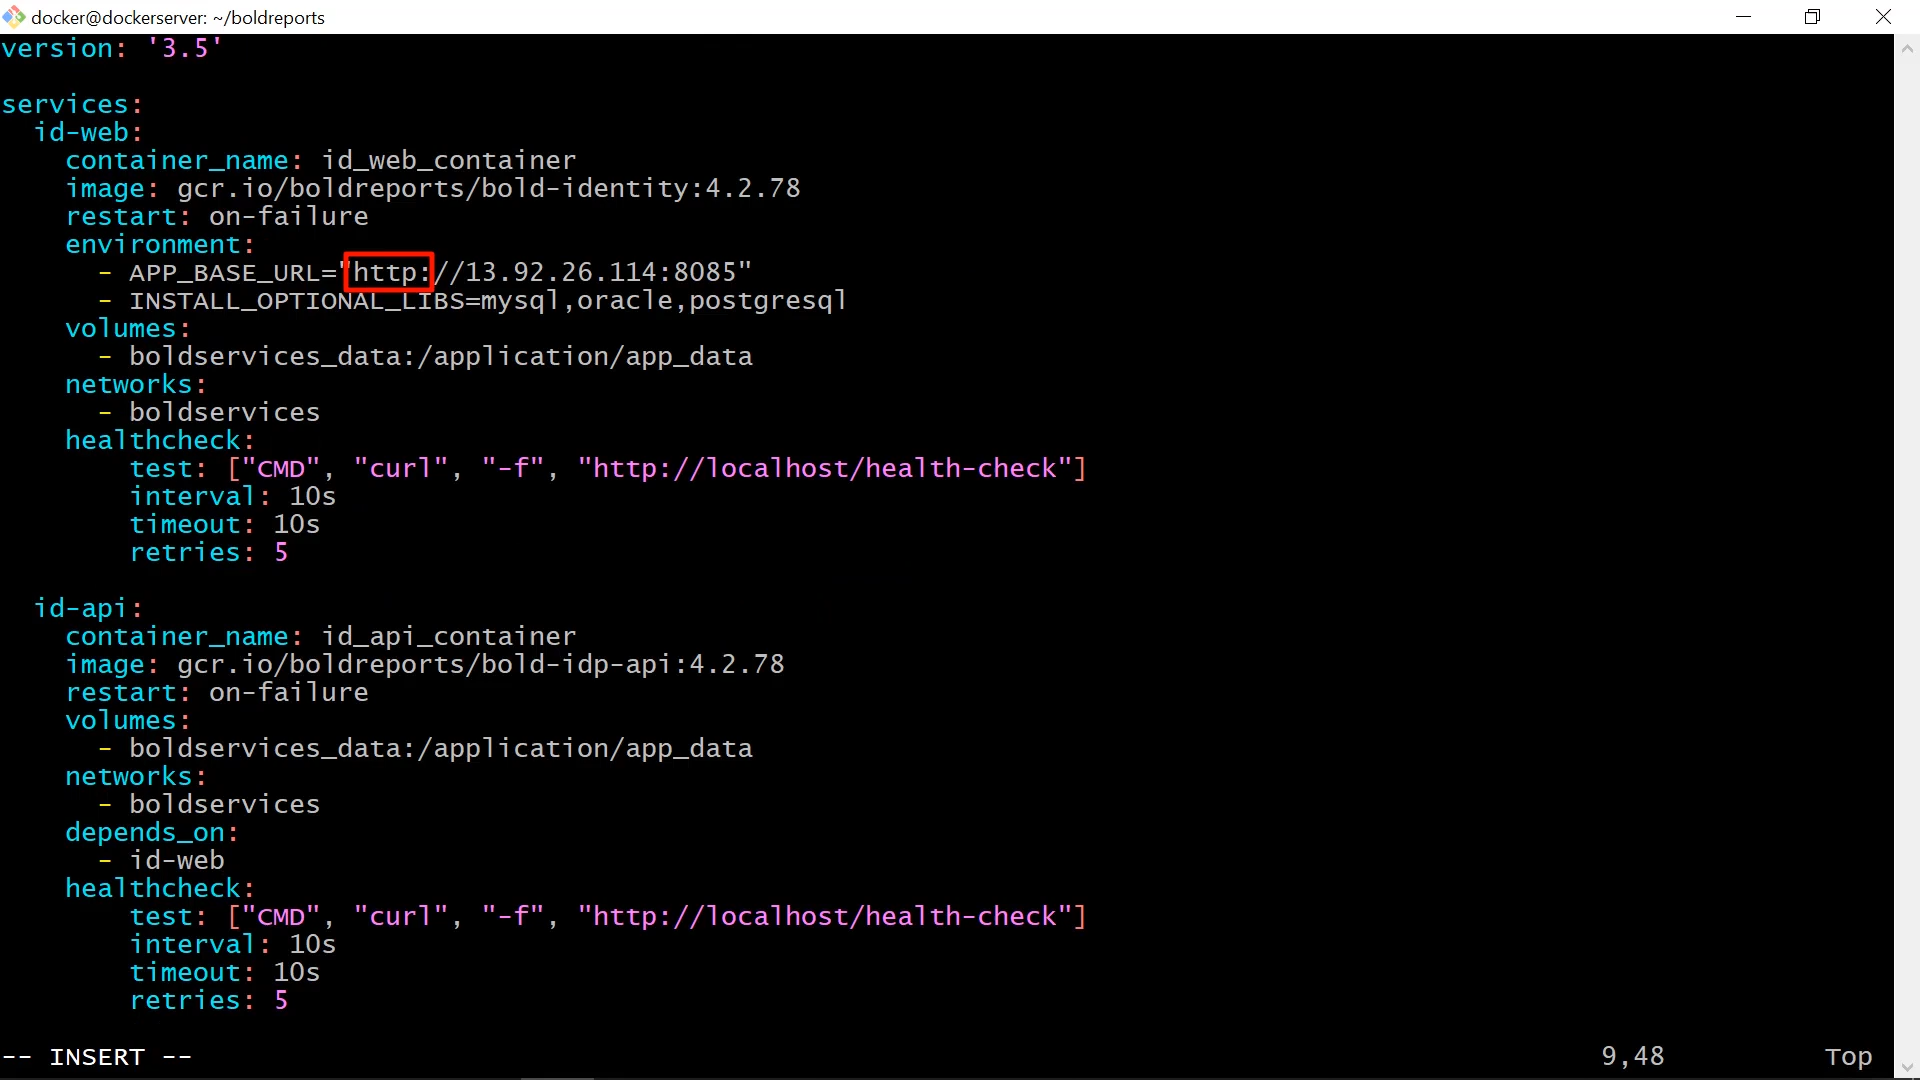 docker@dockerserver: ~/boldreports
version: '3.5'
services:
  id-web:
    container_name: id_web_container
    image: gcr.io/boldreports/bold-identity:4.2.78
    restart: on-failure
    environment:
      - APP_BASE_URL="http://13.92.26.114:8085"
      - INSTALL_OPTIONAL_LIBS=mysql,oracle,postgresql
    volumes:
      - boldservices_data:/application/app_data
    networks:
      - boldservices
    healthcheck:
        test: ["CMD", "curl", "-f", "http://localhost/health-check"]
        interval: 10s
        timeout: 10s
        retries: 5
  id-api:
    container_name: id_api_container
    image: gcr.io/boldreports/bold-idp-api:4.2.78
    restart: on-failure
    volumes:
      - boldservices_data:/application/app_data
    networks:
      - boldservices
    depends_on:
      - id-web
    healthcheck:
        test: ["CMD", "curl", "-f", "http://localhost/health-check"]
        interval: 10s
        timeout: 10s
        retries: 5
-- INSERT -- 9,48 Top